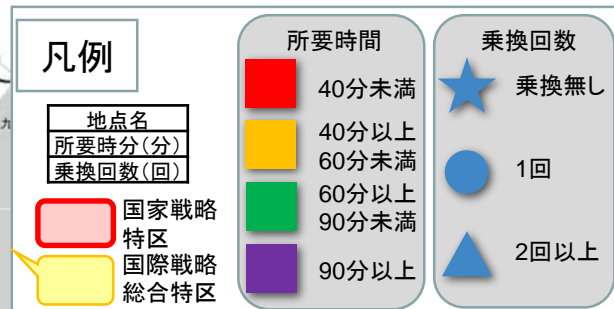 凡例
地点名
所要時分(分)
乗換回数(回)
国家戦略
特区
国際戦略
総合特区
所要時間
40分未満
40分以上
60分未満
60分以上
90分未満
90分以上
乗換回数
乗換無し
1回
2回以上
九